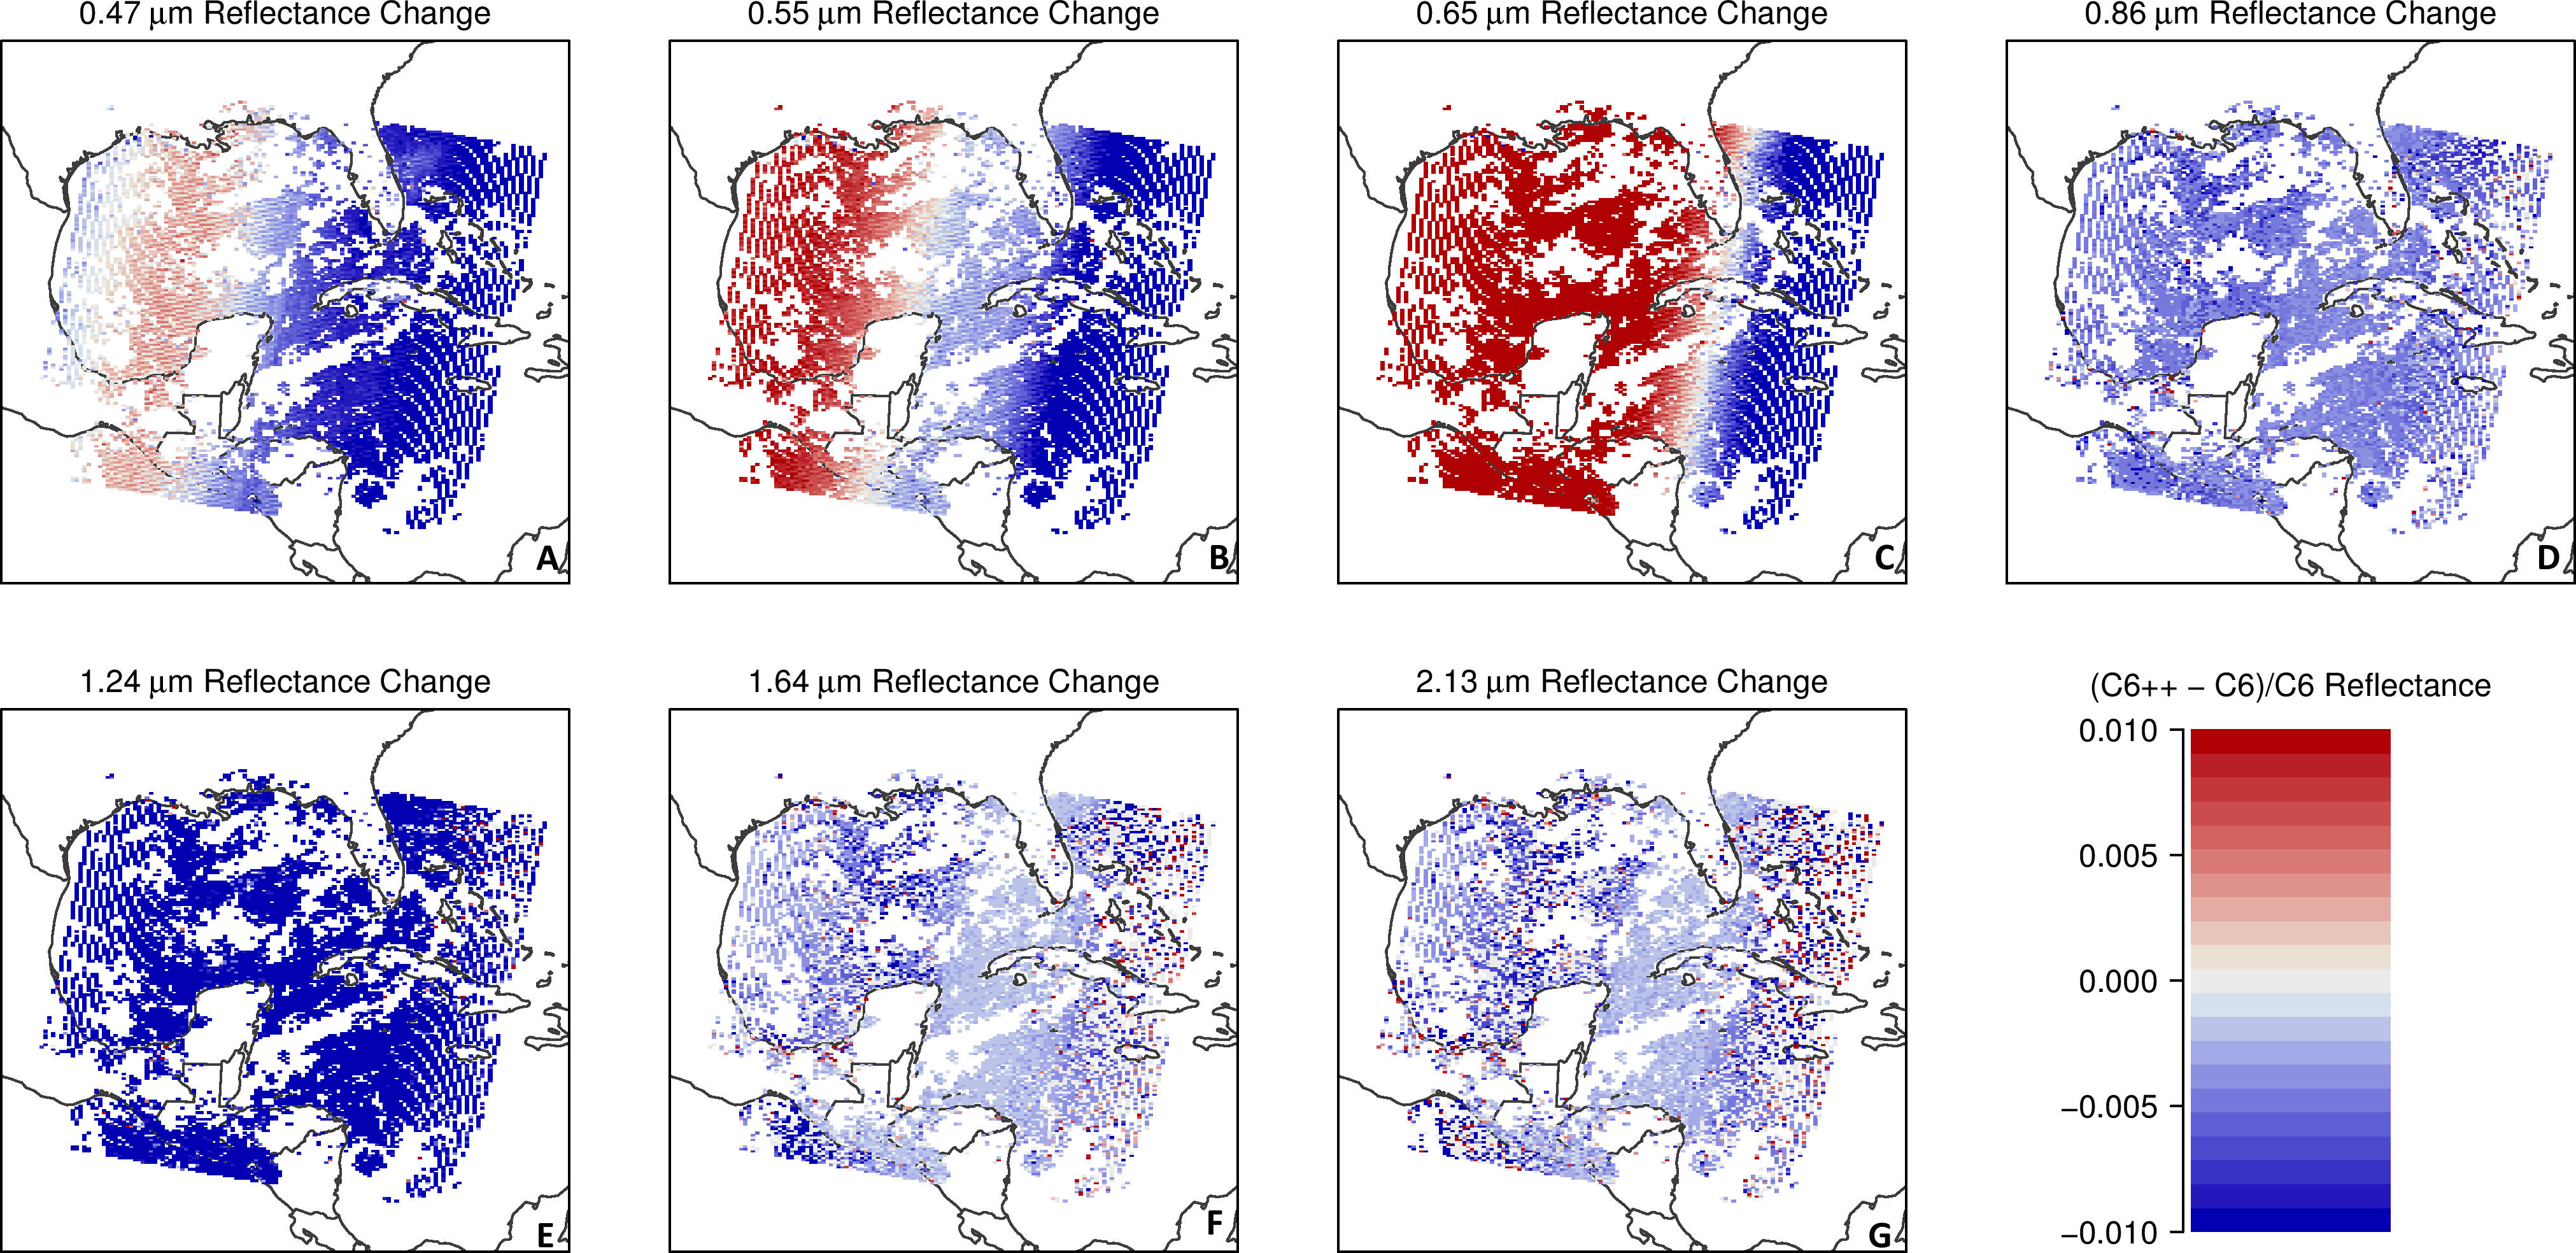 0.47 μm Reflectance Change
0.55 μm Reflectance Change
0.65 μm Reflectance Change
0.86 μm Reflectance Change
A
B
C
D
1.24 μm Reflectance Change
1.64 μm Reflectance Change
2.13 μm Reflectance Change
(C6++ − C6)/C6 Reflectance
0.010
0.005
0.000
−0.005
−0.010
E
F
G